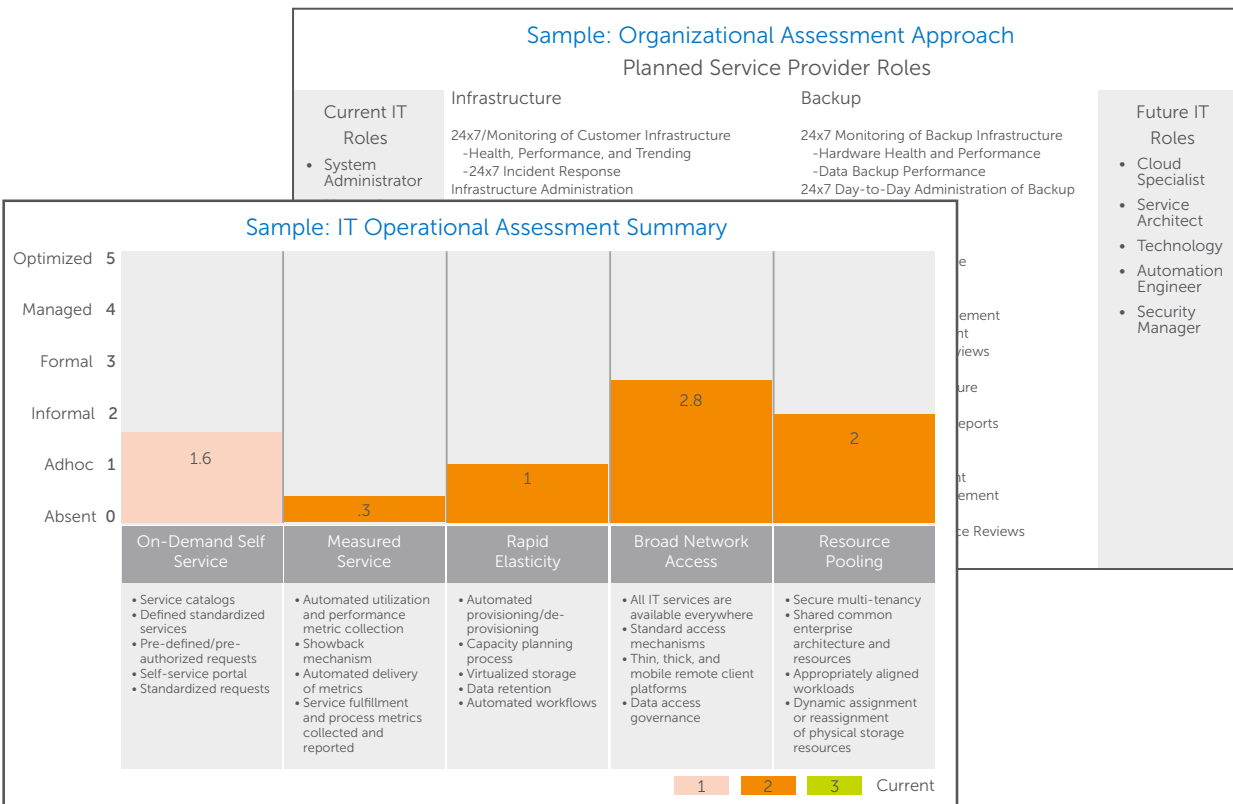 Sample: Organizational Assessment Approach
Planned Service Provider Roles
Current IT
Roles
• System
Administrator
Infrastructure
24x7/Monitoring of Customer Infrastructure
-Health, Performance, and Trending
-24x7 Incident Response
Infrastructure Administration
Backup
24x7 Monitoring of Backup Infrastructure
-Hardware Health and Performance
-Data Backup Performance
24x7 Day-to-Day Administration of Backup
Future IT
Roles
• Cloud
Specialist
• Service
Architect
• Technology
• Automation
Engineer
• Security
Manager
Sample: IT Operational Assessment Summary
Optimized 5
Managed 4
Formal 3
Informal 2
Adhoc 1
Absent 0
1.6
.3
1
2.8
2
On-Demand Self
Service
Measured
Service
Rapid
Elasticity
Broad Network
Access
Resource
Pooling
• Service catalogs
• Defined standardized
services
• Pre-defined/pre-
authorized requests
• Self-service portal
• Standardized requests
• Automated utilization
and performance
metric collection
• Showback
mechanism
• Automated delivery
of metrics
• Service fulfillment
and process metrics
collected and
reported
• Automated
provisioning/de-
provisioning
• Capacity planning
process
• Virtualized storage
• Data retention
• Automated workflows
• All IT services are
available everywhere
• Standard access
mechanisms
• Thin, thick, and
mobile remote client
platforms
• Data access
governance
• Secure multi-tenancy
• Shared common
enterprise
architecture and
resources
• Appropriately aligned
workloads
• Dynamic assignment
or reassignment
of physical storage
resources
Reviews
1 2 3 Current